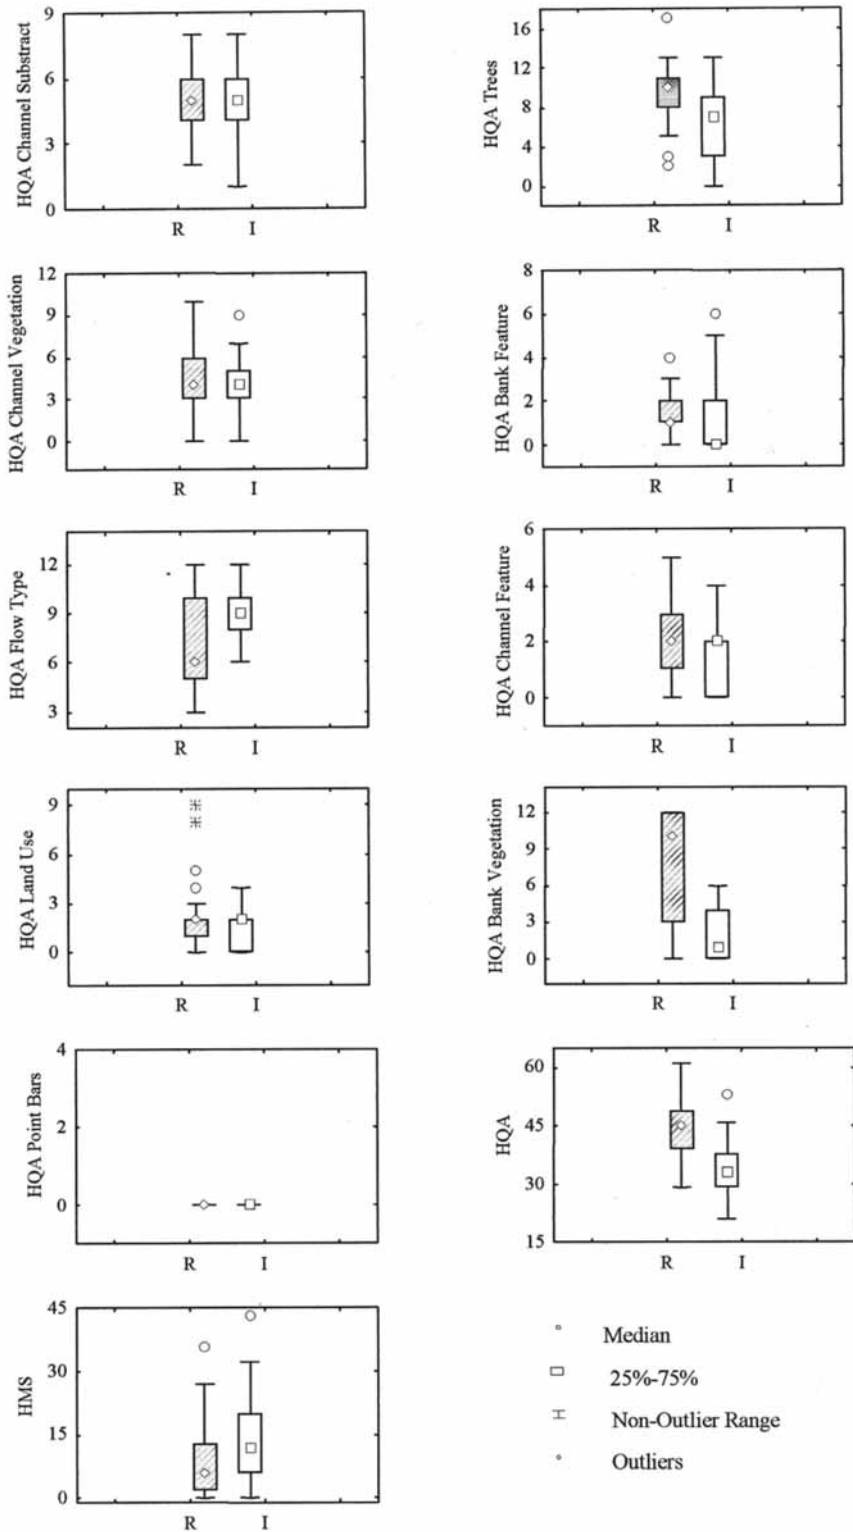 HQA Channel Substract
9
6
3
0
R I
HQA Trees
16
12
8
4
0
R I
HQA Channel Vegetation
12
9
6
3
0
R I
HQA Bank Feature
8
6
4
2
0
R I
HQA Flow Type
12
9
6
3
R I
HQA Channel Feature
6
4
2
0
R I
HQA Land Use
9
6
3
0
R I
HQA Bank Vegetation
12
9
6
3
0
R I
HQA Point Bars
4
2
0
R I
HQA
60
45
30
15
R I
HMS
45
30
15
0
R I
Median
25%-75%
Non-Outlier Range
Outliers